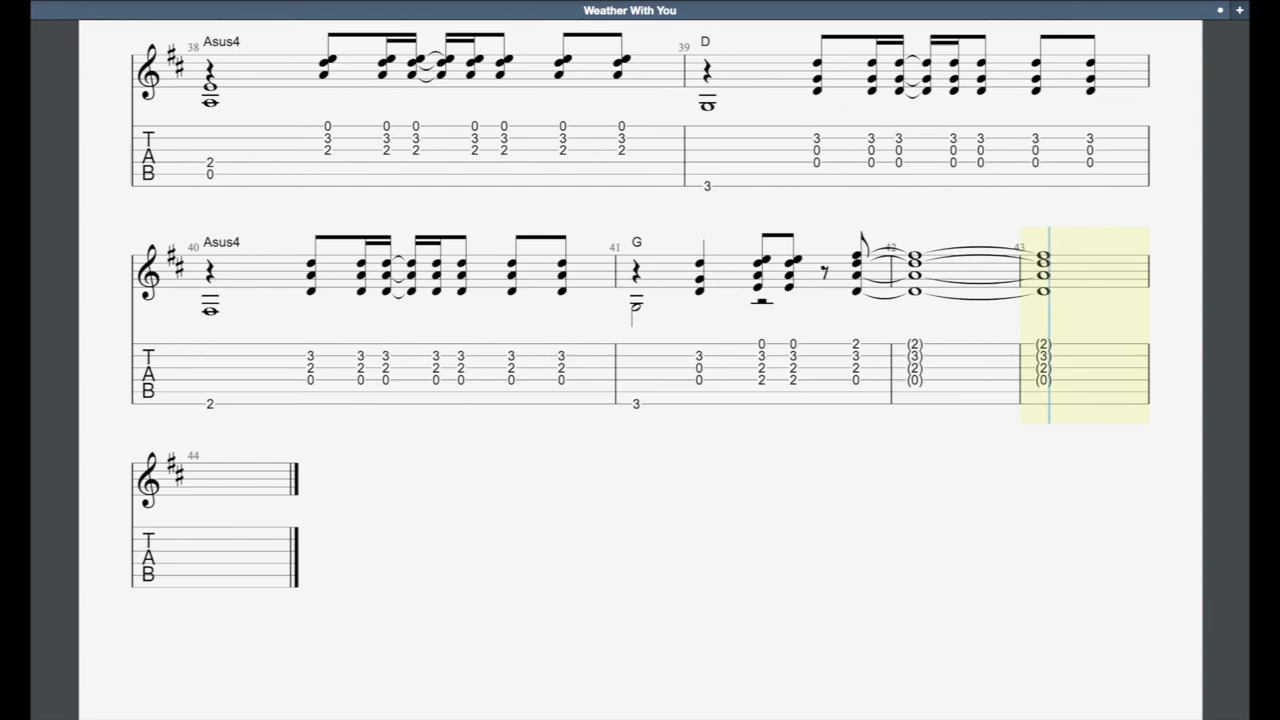 Weather With You
38 Asus4 39 D
0 0 0 0 0 0 0
T 3 3 3 3 3 3 3 3 3 3 3 3 3 3
2 2 2 2 2 2 2 0 0 0 0 0 0 0
A 2 0 0 0 0 0 0 0
B 0
3
40 Asus4 41 G 42 43
0 0 2 (2) (2)
T 3 3 3 3 3 3 3 3 3 3 3 (3) (3)
2 2 2 2 2 2 2 0 2 2 2 (2) (2)
A 0 0 0 0 0 0 0 0 2 2 0 (0) (0)
B
2 3
44
T
A
B